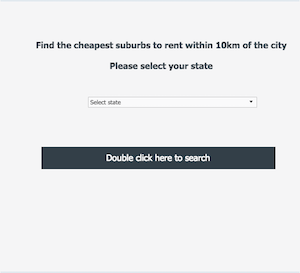 Find the cheapest suburbs to rent within 10km of the city
Please select your state
Select state
Double click here to search